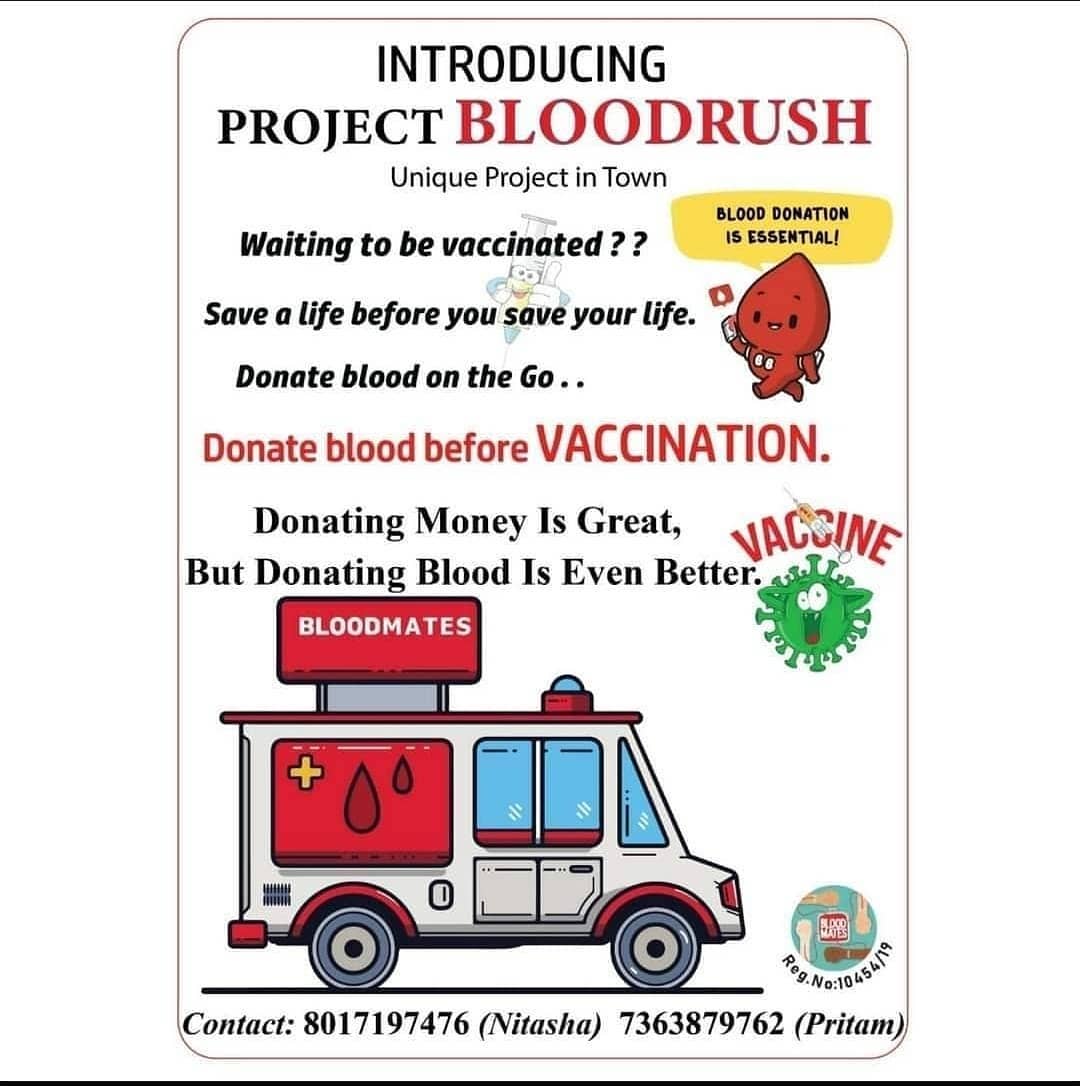 INTRODUCING
PROJECT BLOODRUSH
Unique Project in Town
BLOOD DONATION
IS ESSENTIAL!
Waiting to be vaccinated ? ?
Save a life before you save your life.
Donate blood on the Go . .
Donate blood before VACCINATION.
Donating Money Is Great,
But Donating Blood Is Even Better.
VACCINE
BLOODMATES
BLOOD
MATES
Reg.No:10454/19
Contact: 8017197476 (Nitasha) 7363879762 (Pritam)